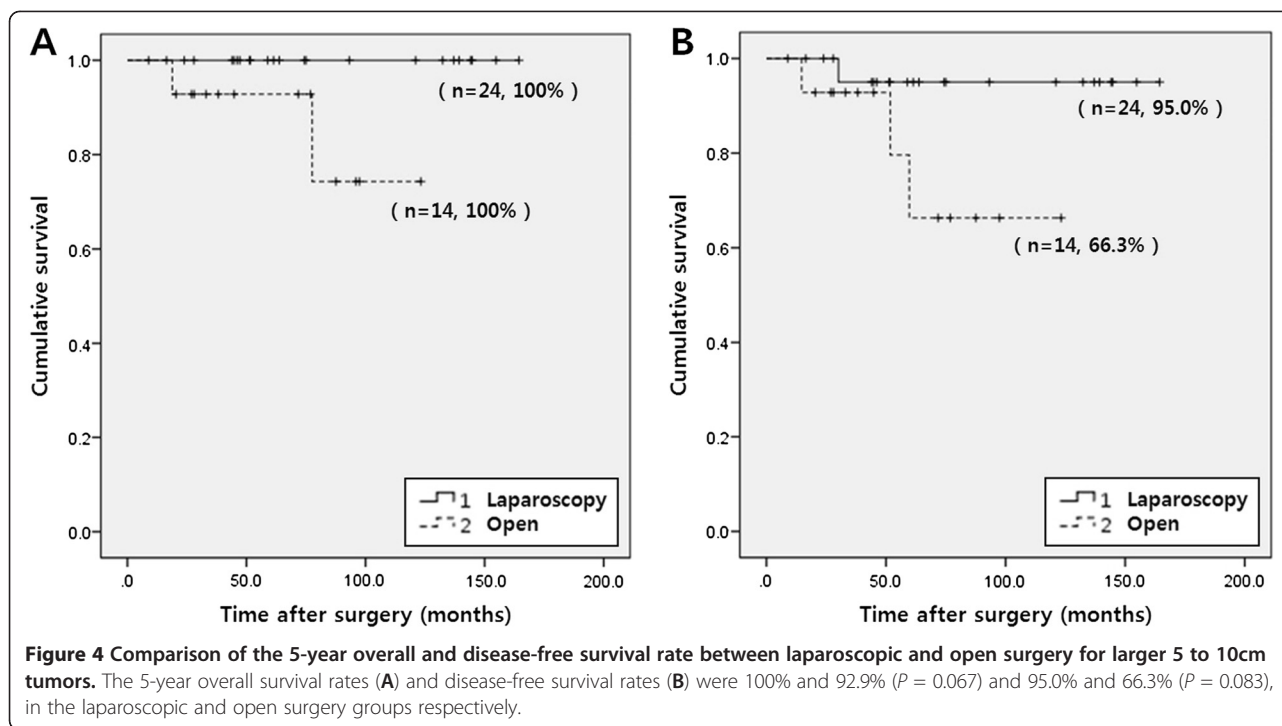 A
B
1.0
0.8
0.6
0.4
0.2
0.0
Cumulative survival
( n=24, 100% )
( n=14, 100% )
1 Laparoscopy
2 Open
.0 50.0 100.0 150.0 200.0
Time after surgery (months)
1.0
0.8
0.6
0.4
0.2
0.0
Cumulative survival
( n=24, 95.0% )
( n=14, 66.3% )
1 Laparoscopy
2 Open
.0 50.0 100.0 150.0 200.0
Time after surgery (months)
Figure 4 Comparison of the 5-year overall and disease-free survival rate between laparoscopic and open surgery for larger 5 to 10cm
tumors. The 5-year overall survival rates (A) and disease-free survival rates (B) were 100% and 92.9% (P = 0.067) and 95.0% and 66.3% (P = 0.083),
in the laparoscopic and open surgery groups respectively.